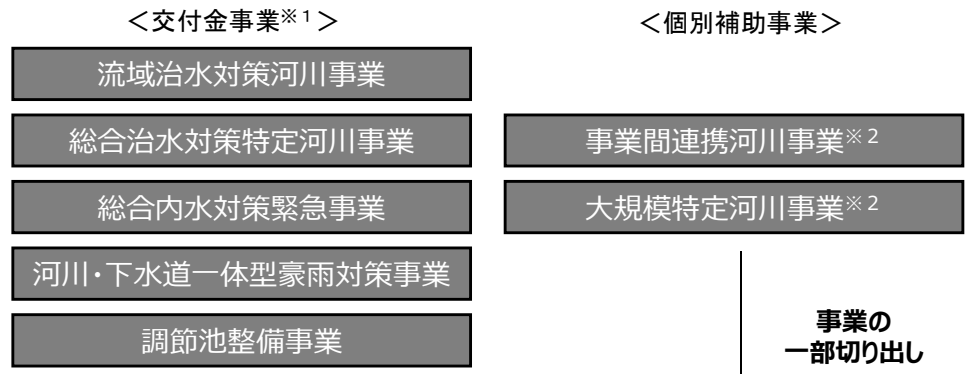 ＜交付金事業※１＞
流域治水対策河川事業
総合治水対策特定河川事業
総合内水対策緊急事業
河川・下水道一体型豪雨対策事業
調節池整備事業
＜個別補助事業＞
事業間連携河川事業※２
大規模特定河川事業※２
事業の
一部切り出し